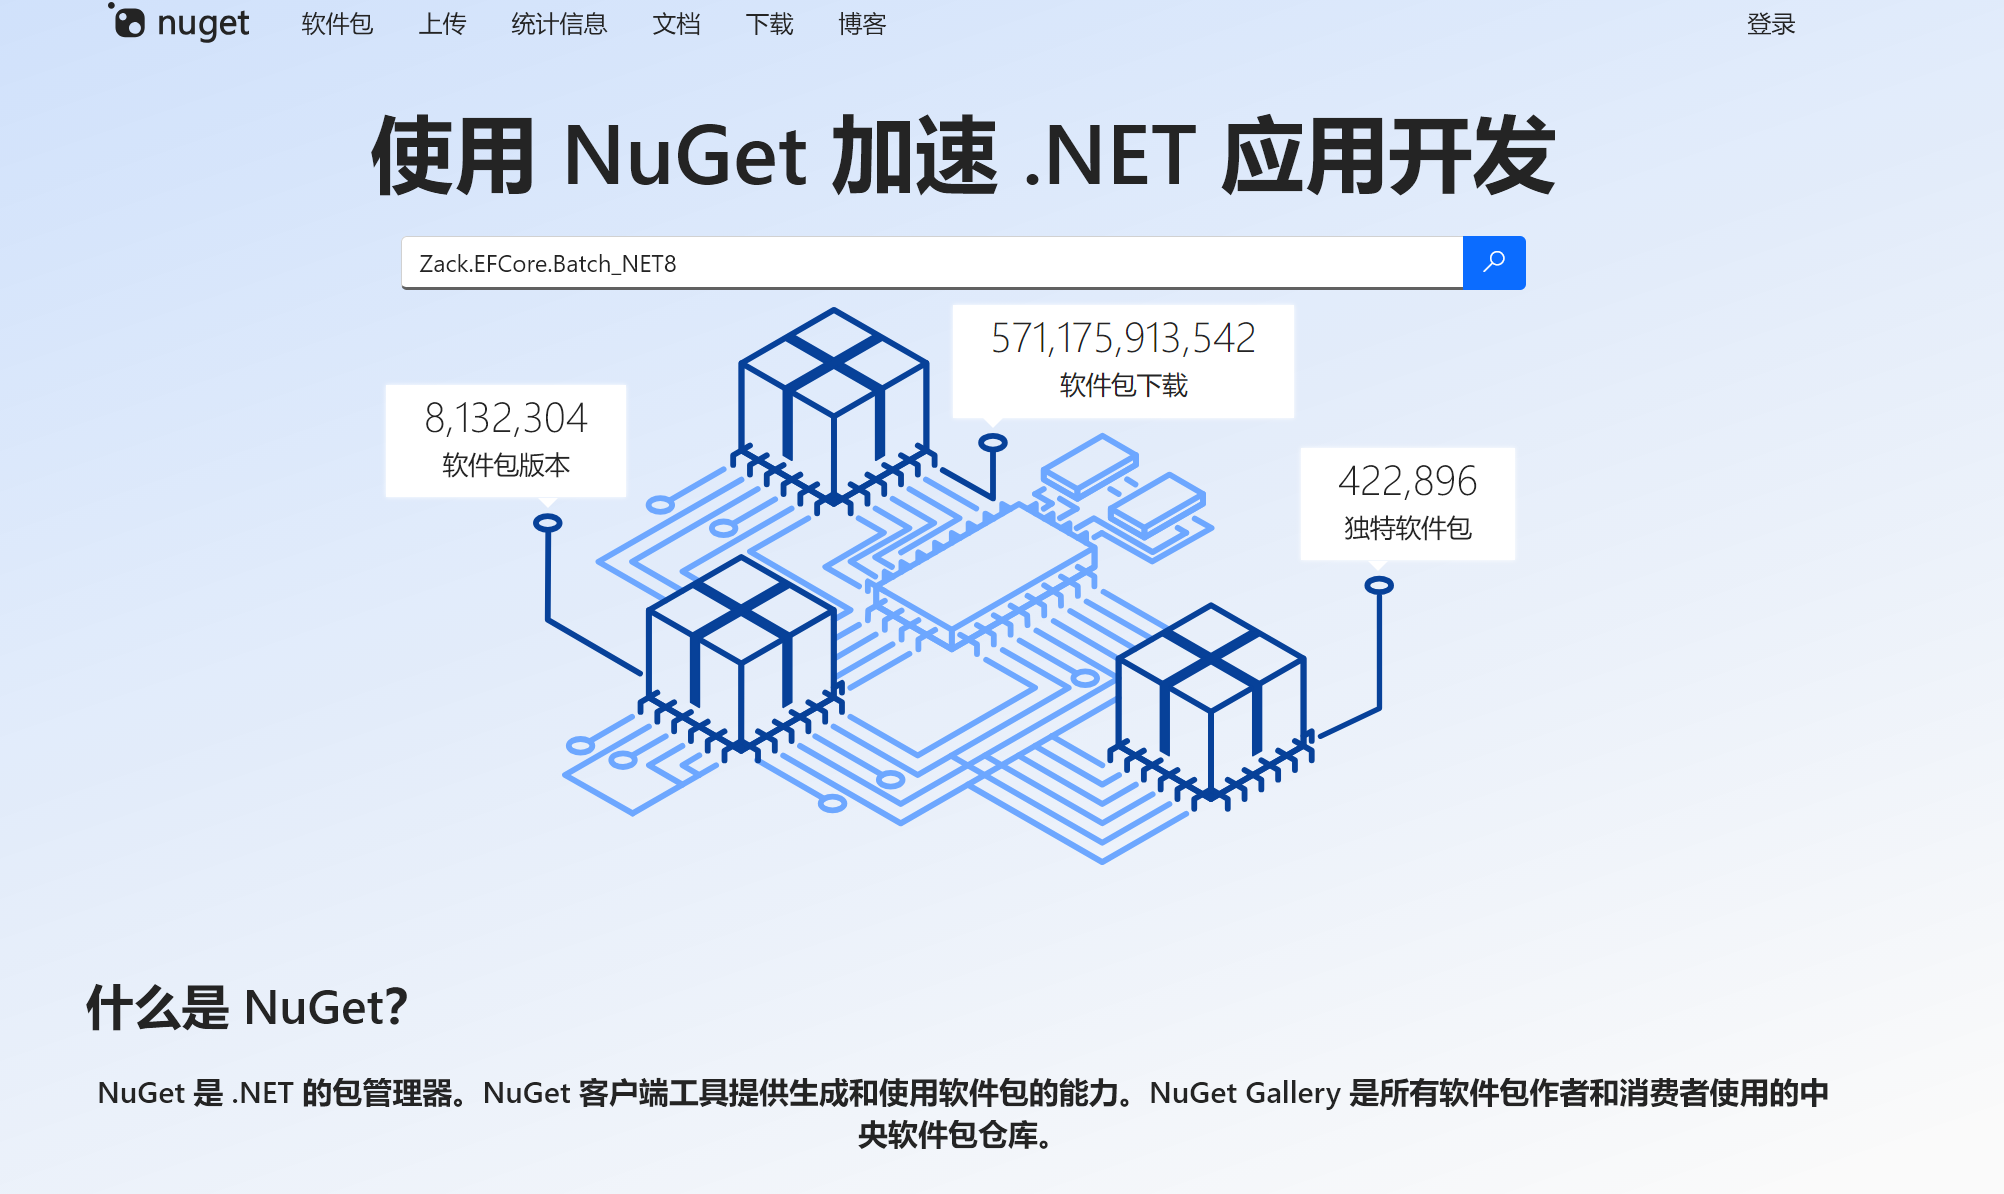 nuget 软件包 上传 统计信息 文档 下载 博客 登录
使用 NuGet 加速 .NET 应用开发
Zack.EFCore.Batch_NET8
571,175,913,542
软件包下载
8,132,304
软件包版本
422,896
独特软件包
什么是 NuGet?
NuGet 是 .NET 的包管理器。NuGet 客户端工具提供生成和使用软件包的能力。NuGet Gallery 是所有软件包作者和消费者使用的中
央软件包仓库。